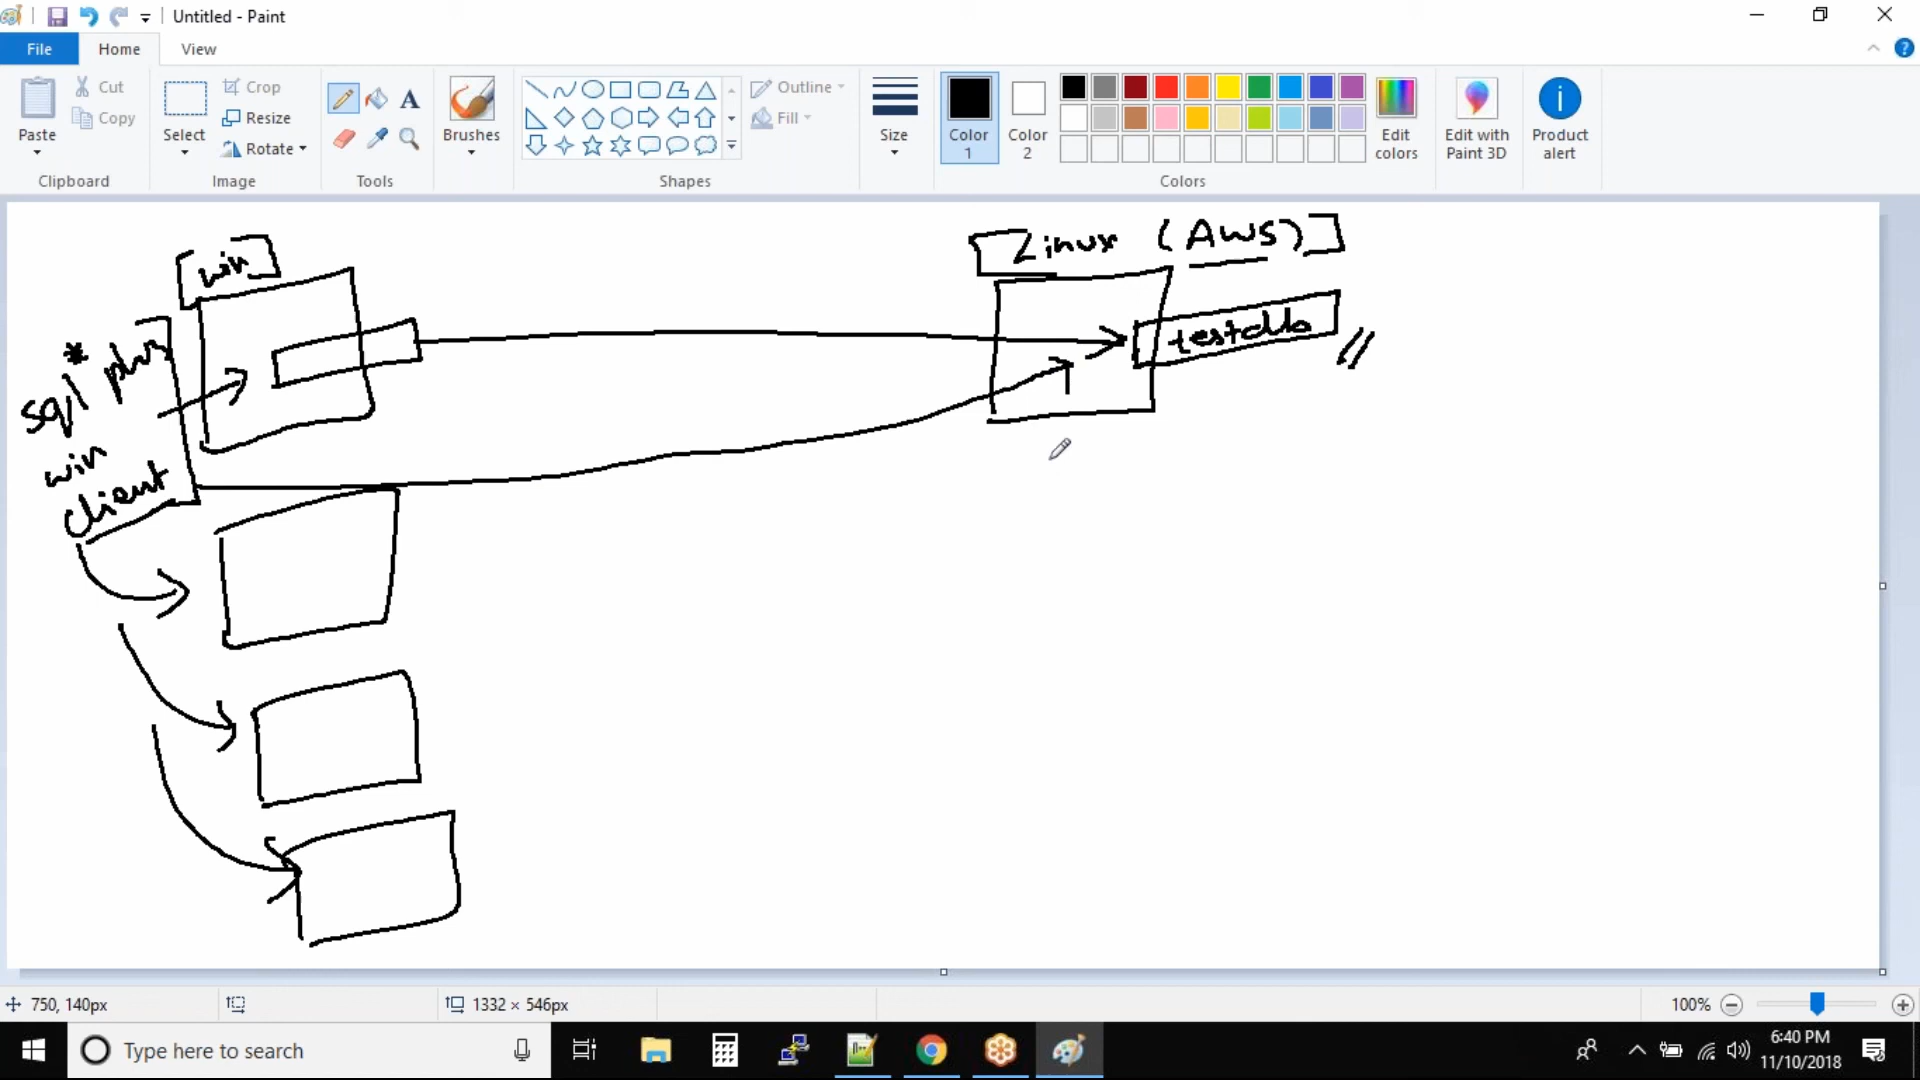 Untitled - Paint
File
Home
View
Paste
Cut
Copy
Clipboard
Select
Crop
Resize
Rotate
Image
A
Tools
Brushes
Outline
Fill
Shapes
Size
Color
1
Color
2
Edit
colors
Colors
Edit with
Paint 3D
Product
alert
win
Linux (AWS)
testdb
sql * plus
win
client
750, 140px
1332 × 546px
100%
Type here to search
6:40 PM
11/10/2018